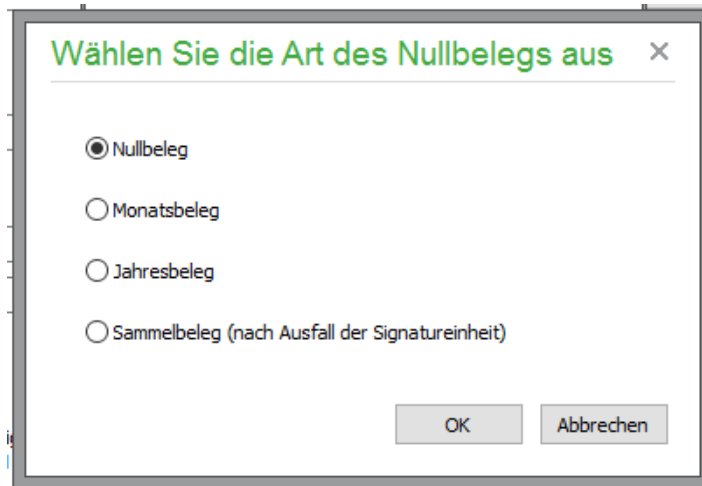 Wählen Sie die Art des Nullbelegs aus
Nullbeleg
Monatsbeleg
Jahresbeleg
Sammelbeleg (nach Ausfall der Signatureinheit)
OK Abbrechen